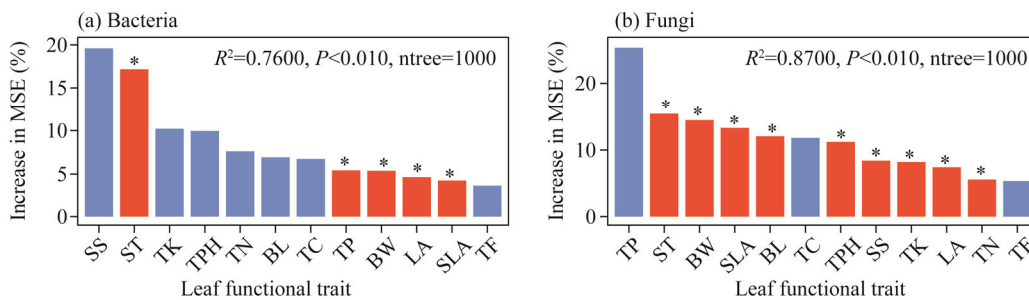 (a) Bacteria
R²=0.7600, P<0.010, ntree=1000
Increase in MSE (%)
20
15
10
5
0
*
*
*
*
*
SS ST TK TPH TN BL TC TP BW LA SLA TF
Leaf functional trait
(b) Fungi
R²=0.8700, P<0.010, ntree=1000
Increase in MSE (%)
20
10
0
*
*
*
*
*
*
*
*
*
TP ST BW SLA BL TC TPH SS TK LA TN TF
Leaf functional trait